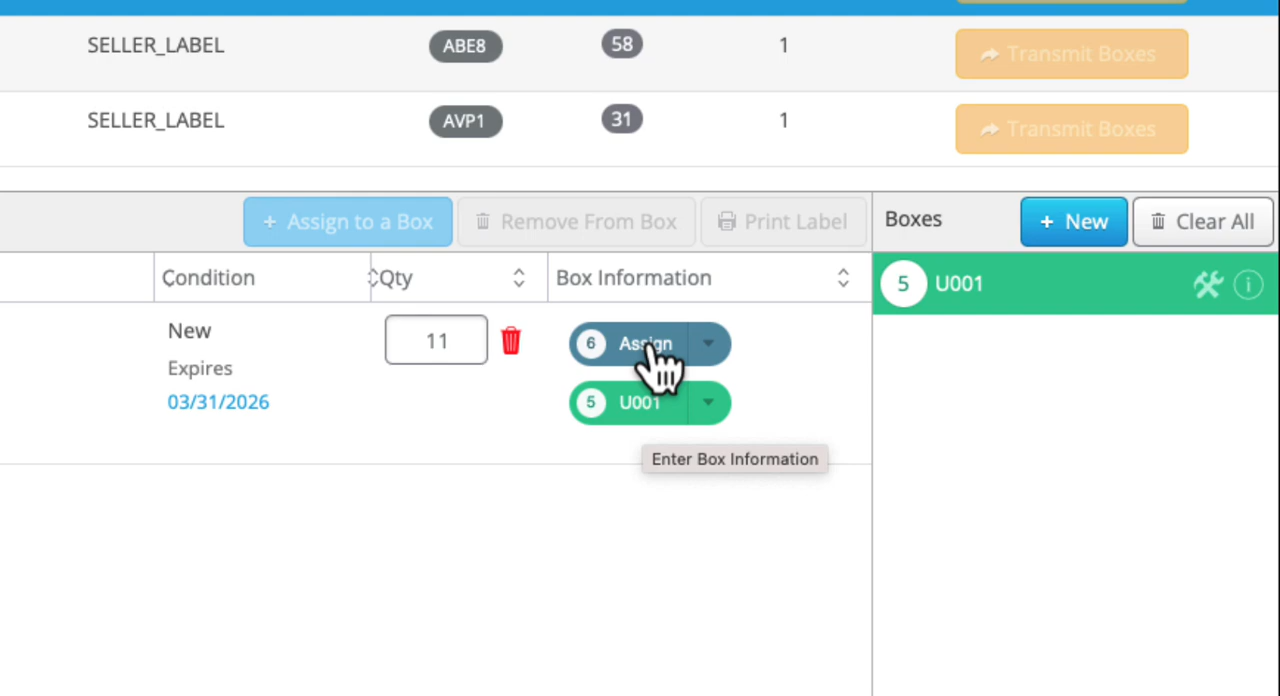 SELLER_LABEL ABE8 58 1 Transmit Boxes
SELLER_LABEL AVP1 31 1 Transmit Boxes
+ Assign to a Box Remove From Box Print Label Boxes + New Clear All
Condition Qty Box Information
5 U001
New 11 6 Assign
Expires
03/31/2026 5 U001
Enter Box Information